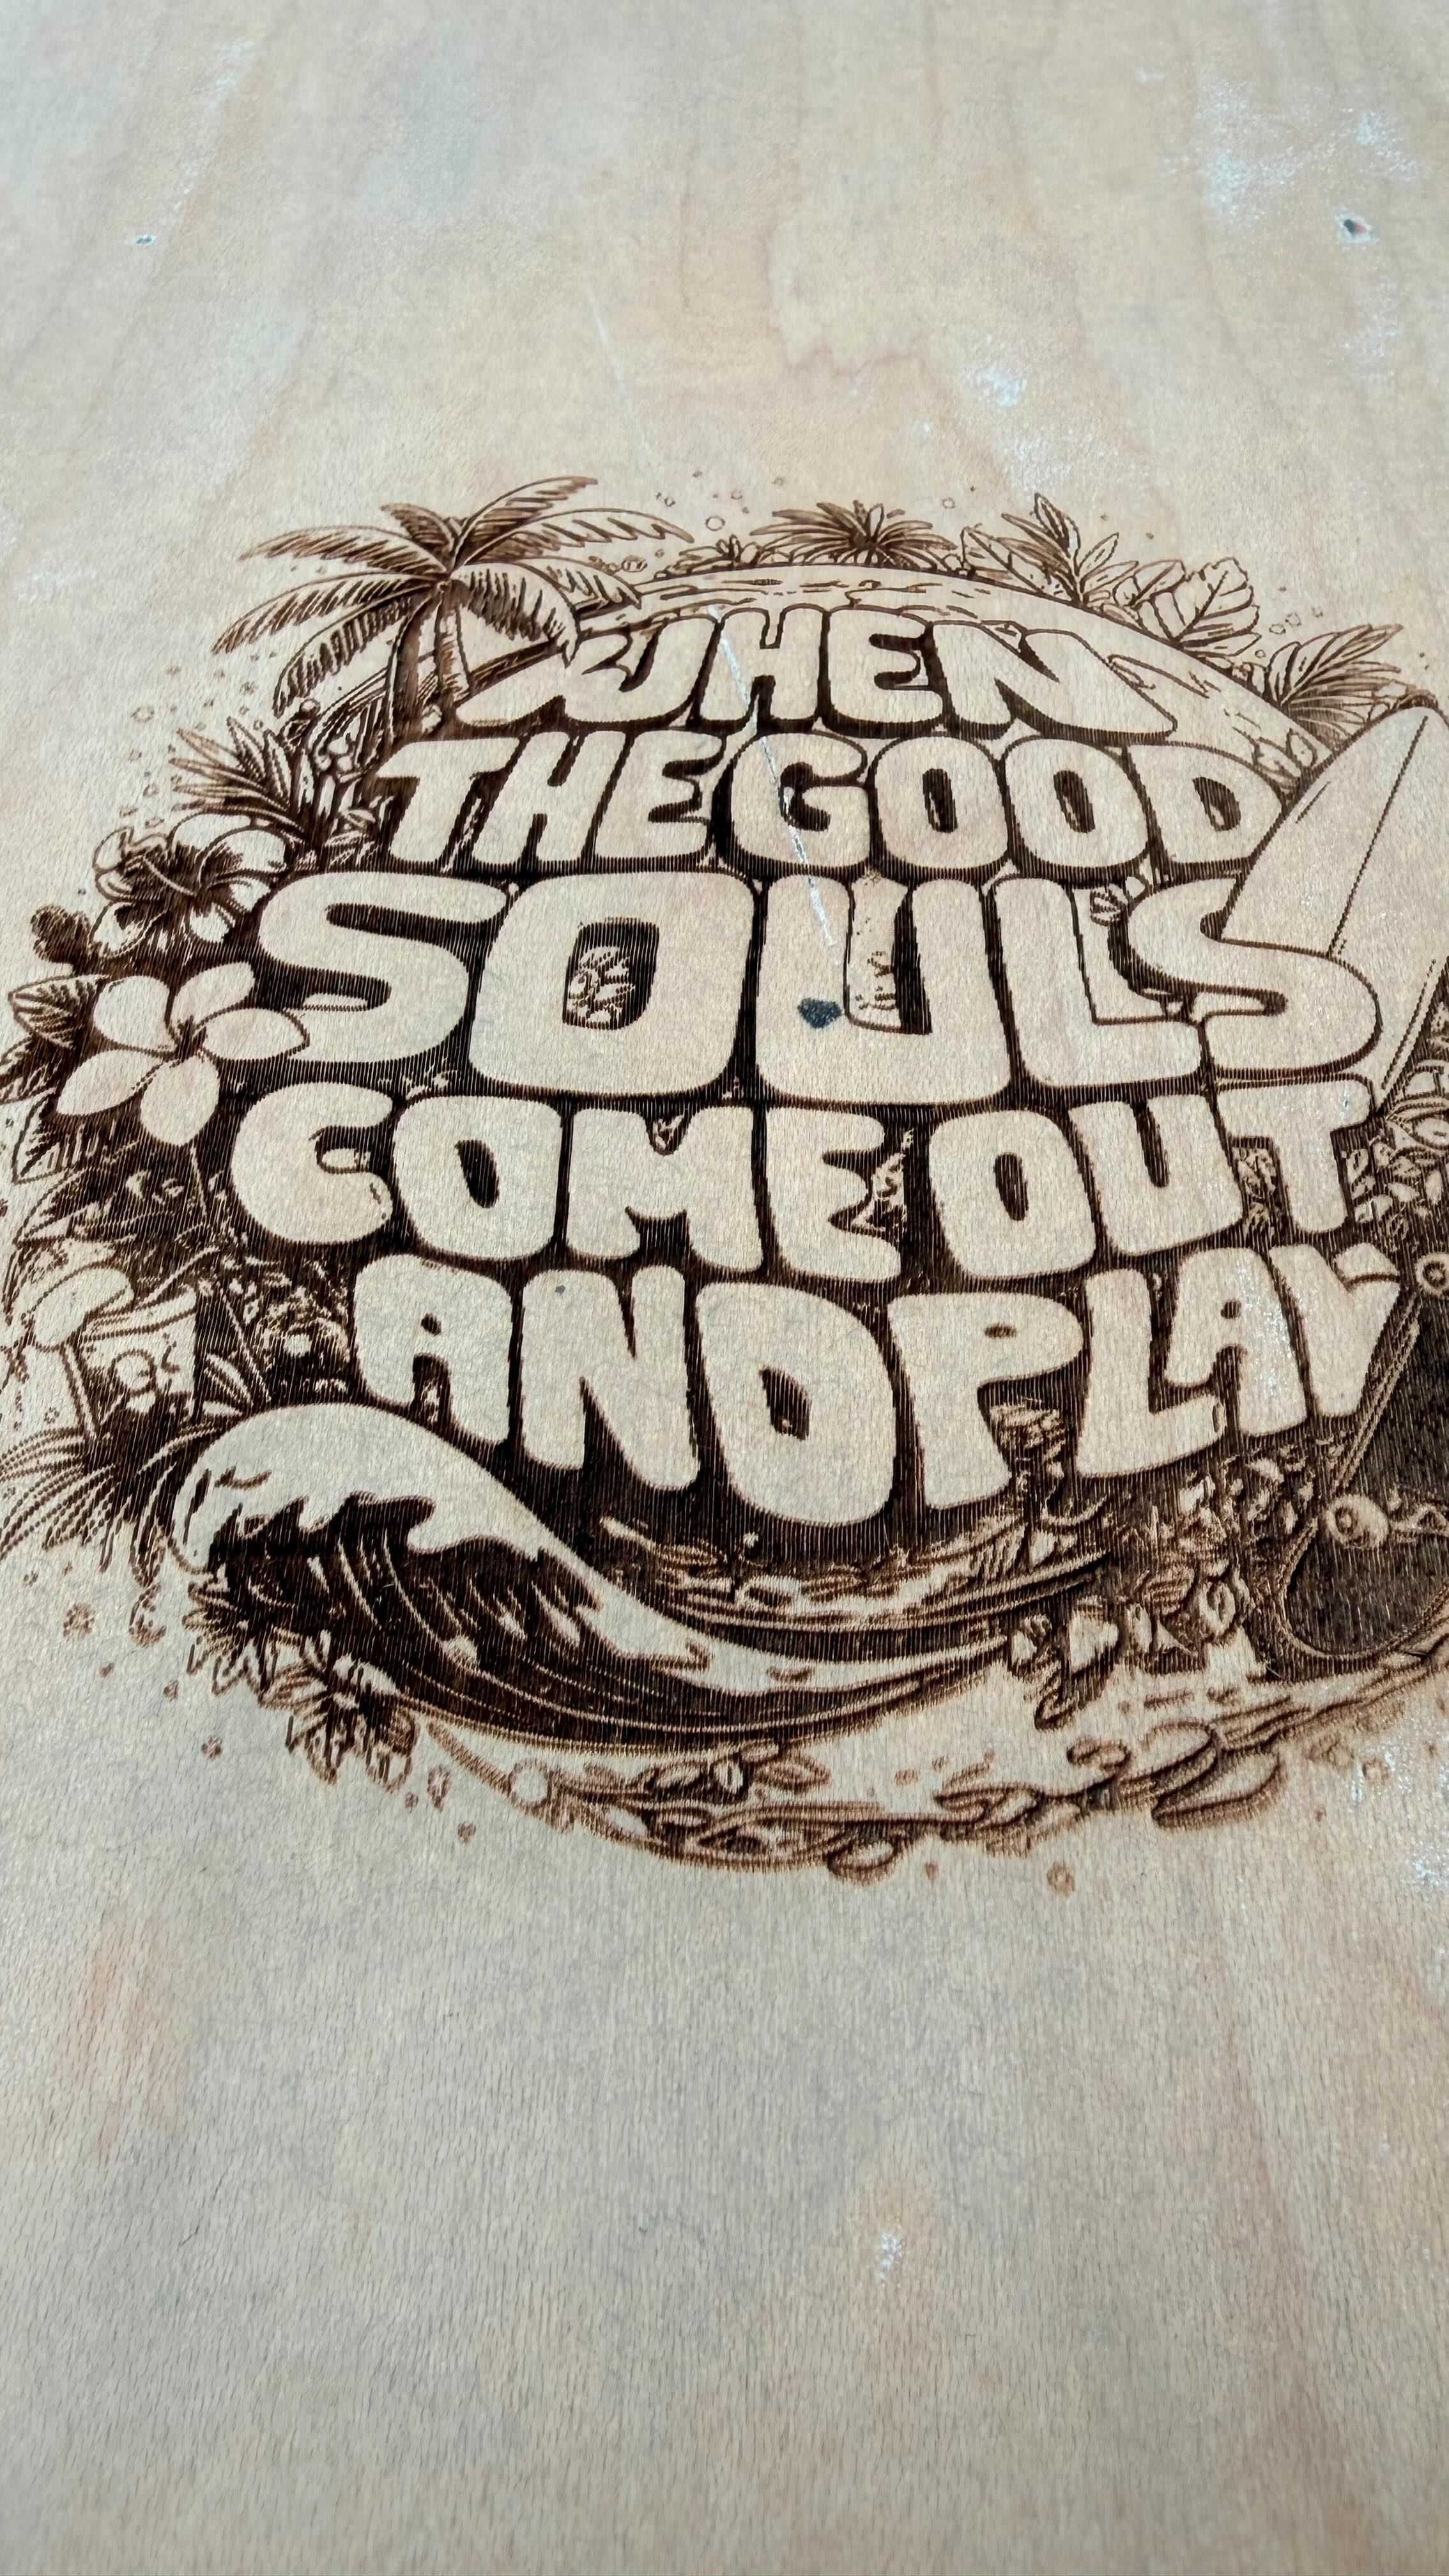 WHEN
THE GOOD
SOULS
COME OUT
AND PLAY